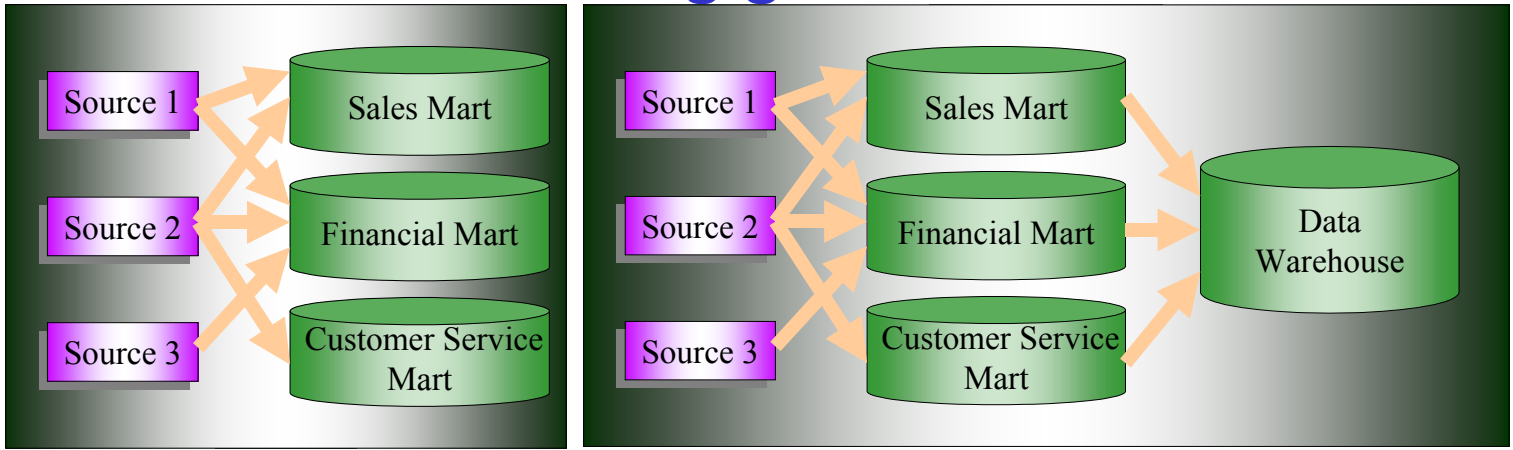 Source 1
Sales Mart
Source 2
Financial Mart
Source 3
Customer Service
Mart
Source 1
Sales Mart
Source 2
Financial Mart
Data
Warehouse
Source 3
Customer Service
Mart